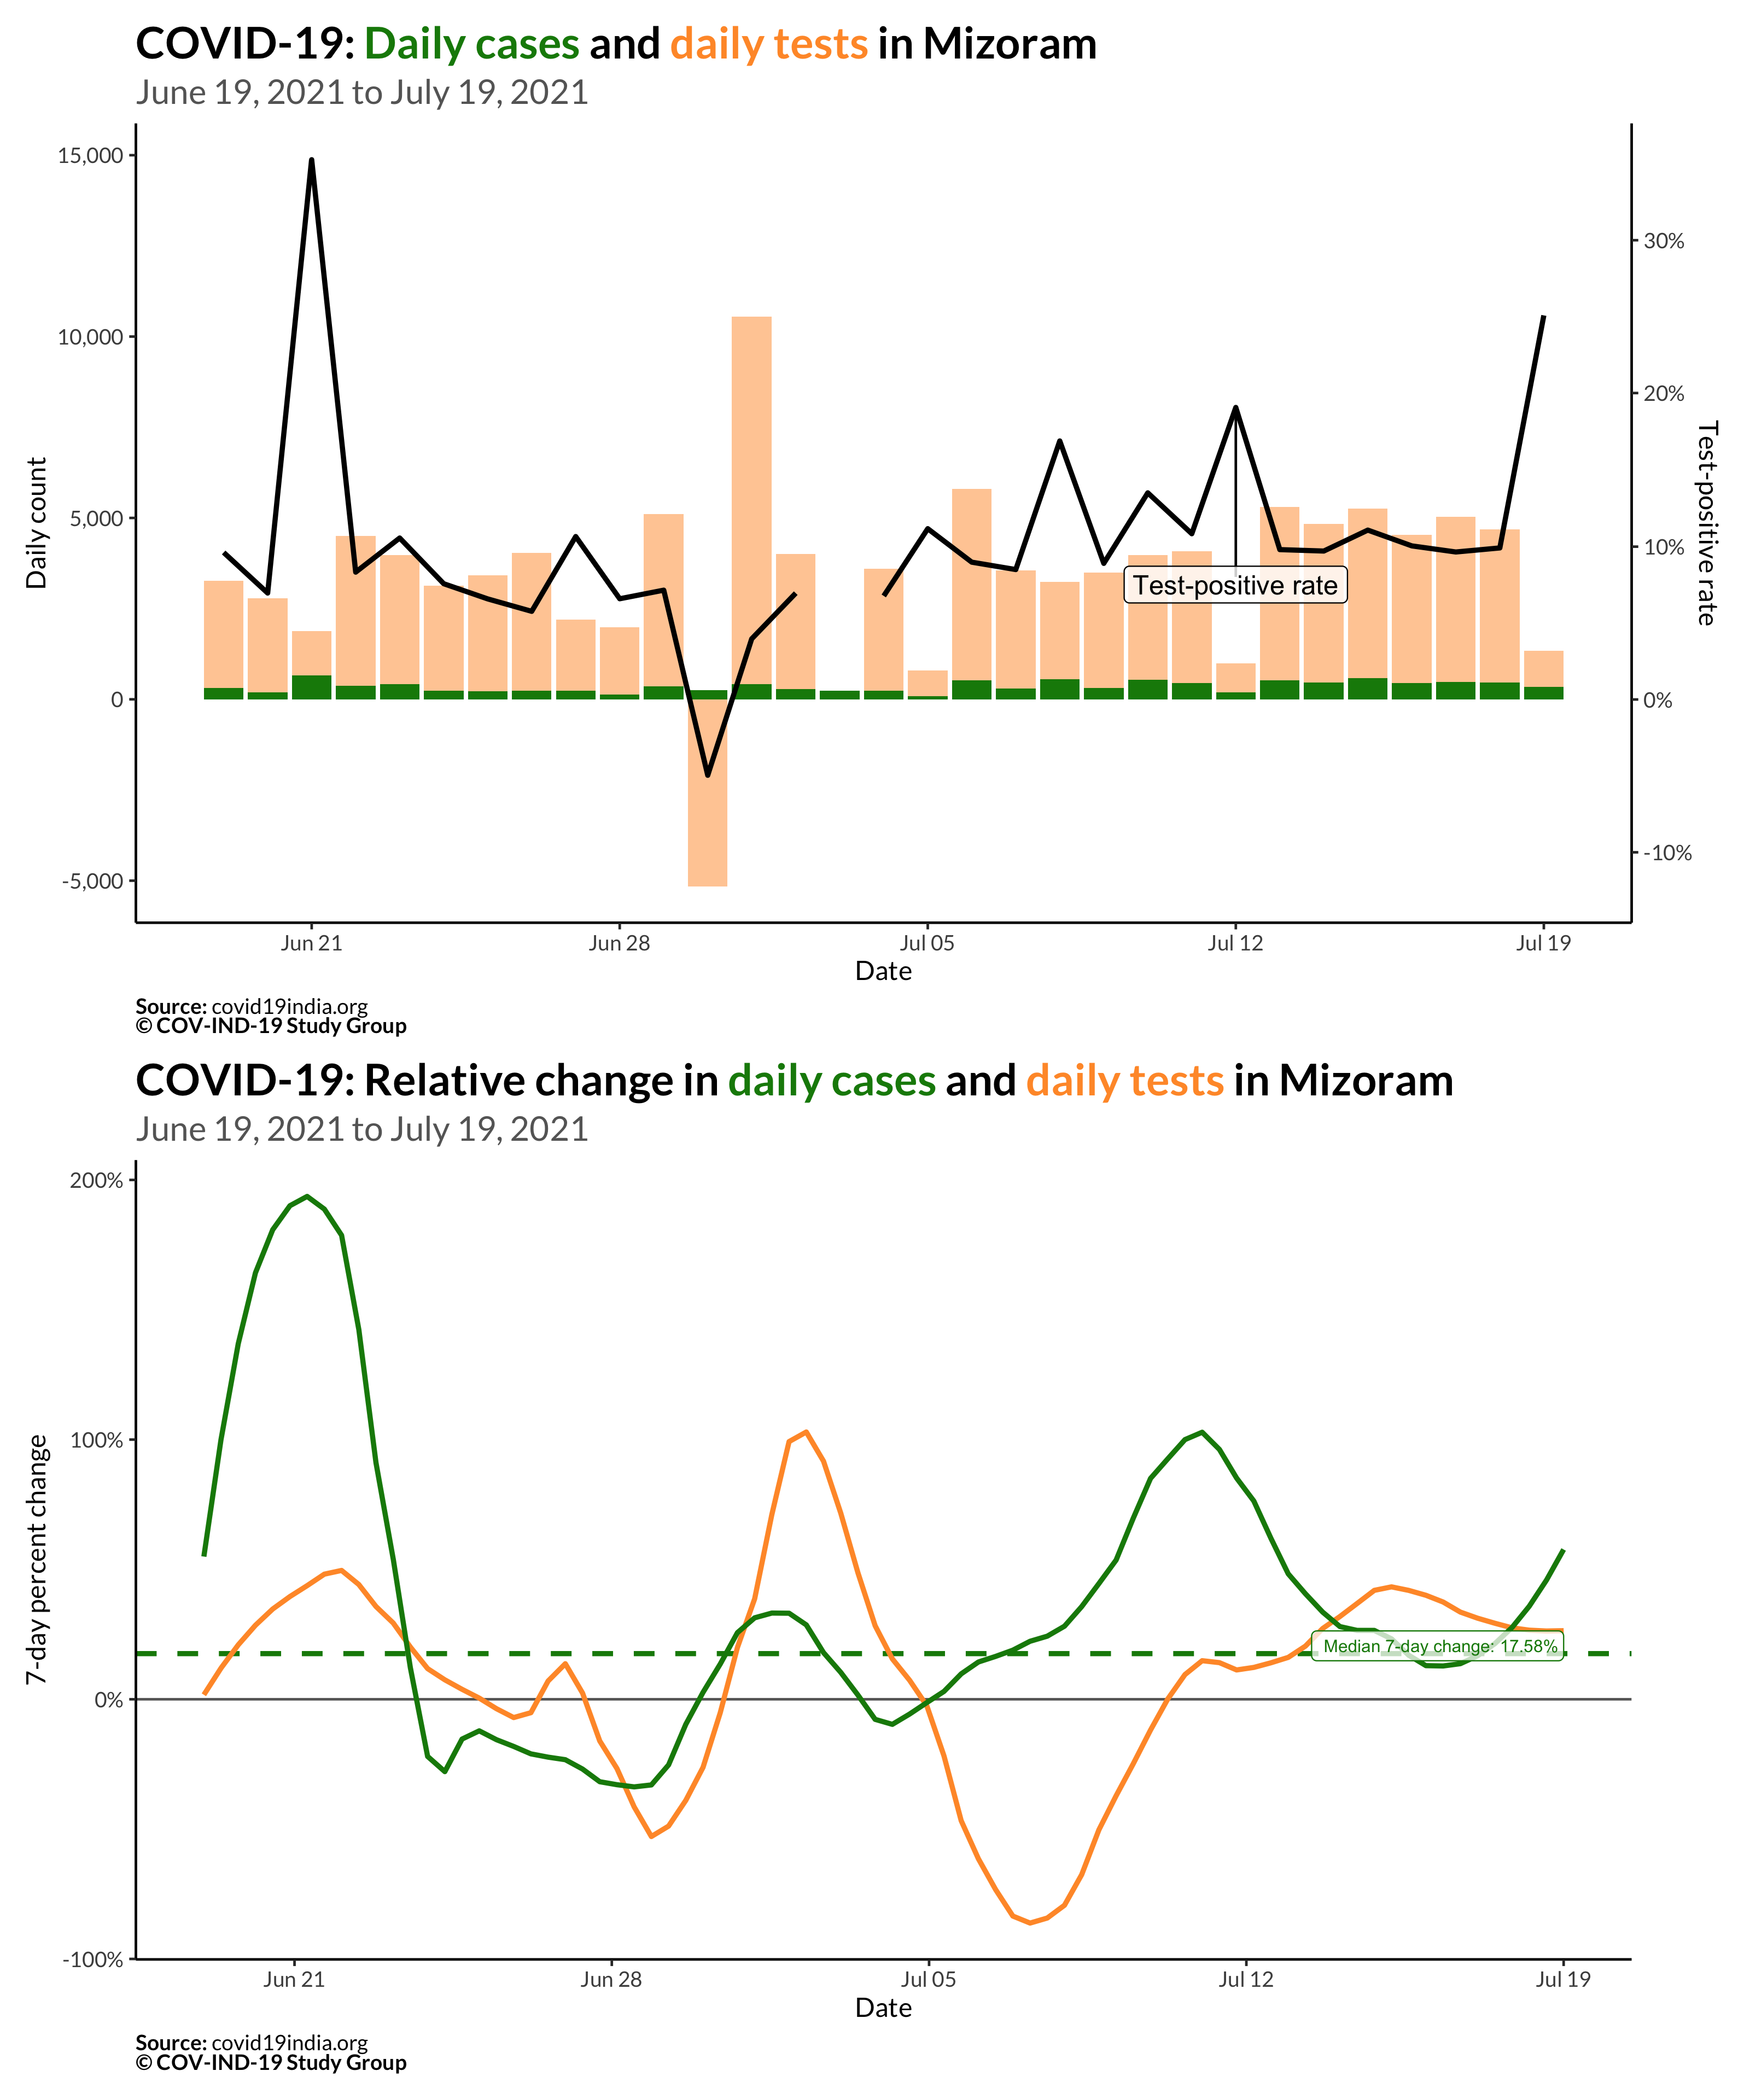 COVID-19: Daily cases and daily tests in Mizoram
June 19, 2021 to July 19, 2021
15,000
10,000
5,000
0
-5,000
Daily count
30%
20%
10%
0%
-10%
Test-positive rate
Test-positive rate
Jun 21
Jun 28
Jul 05
Jul 12
Jul 19
Date
Source: covid19india.org
© COV-IND-19 Study Group
COVID-19: Relative change in daily cases and daily tests in Mizoram
June 19, 2021 to July 19, 2021
200%
100%
0%
-100%
7-day percent change
Median 7-day change: 17.58%
Jun 21
Jun 28
Jul 05
Jul 12
Jul 19
Date
Source: covid19india.org
© COV-IND-19 Study Group